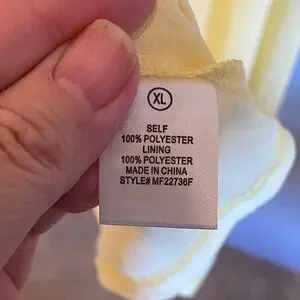 XL
SELF
100% POLYESTER
LINING
100% POLYESTER
MADE IN CHINA
STYLE# MF22736F